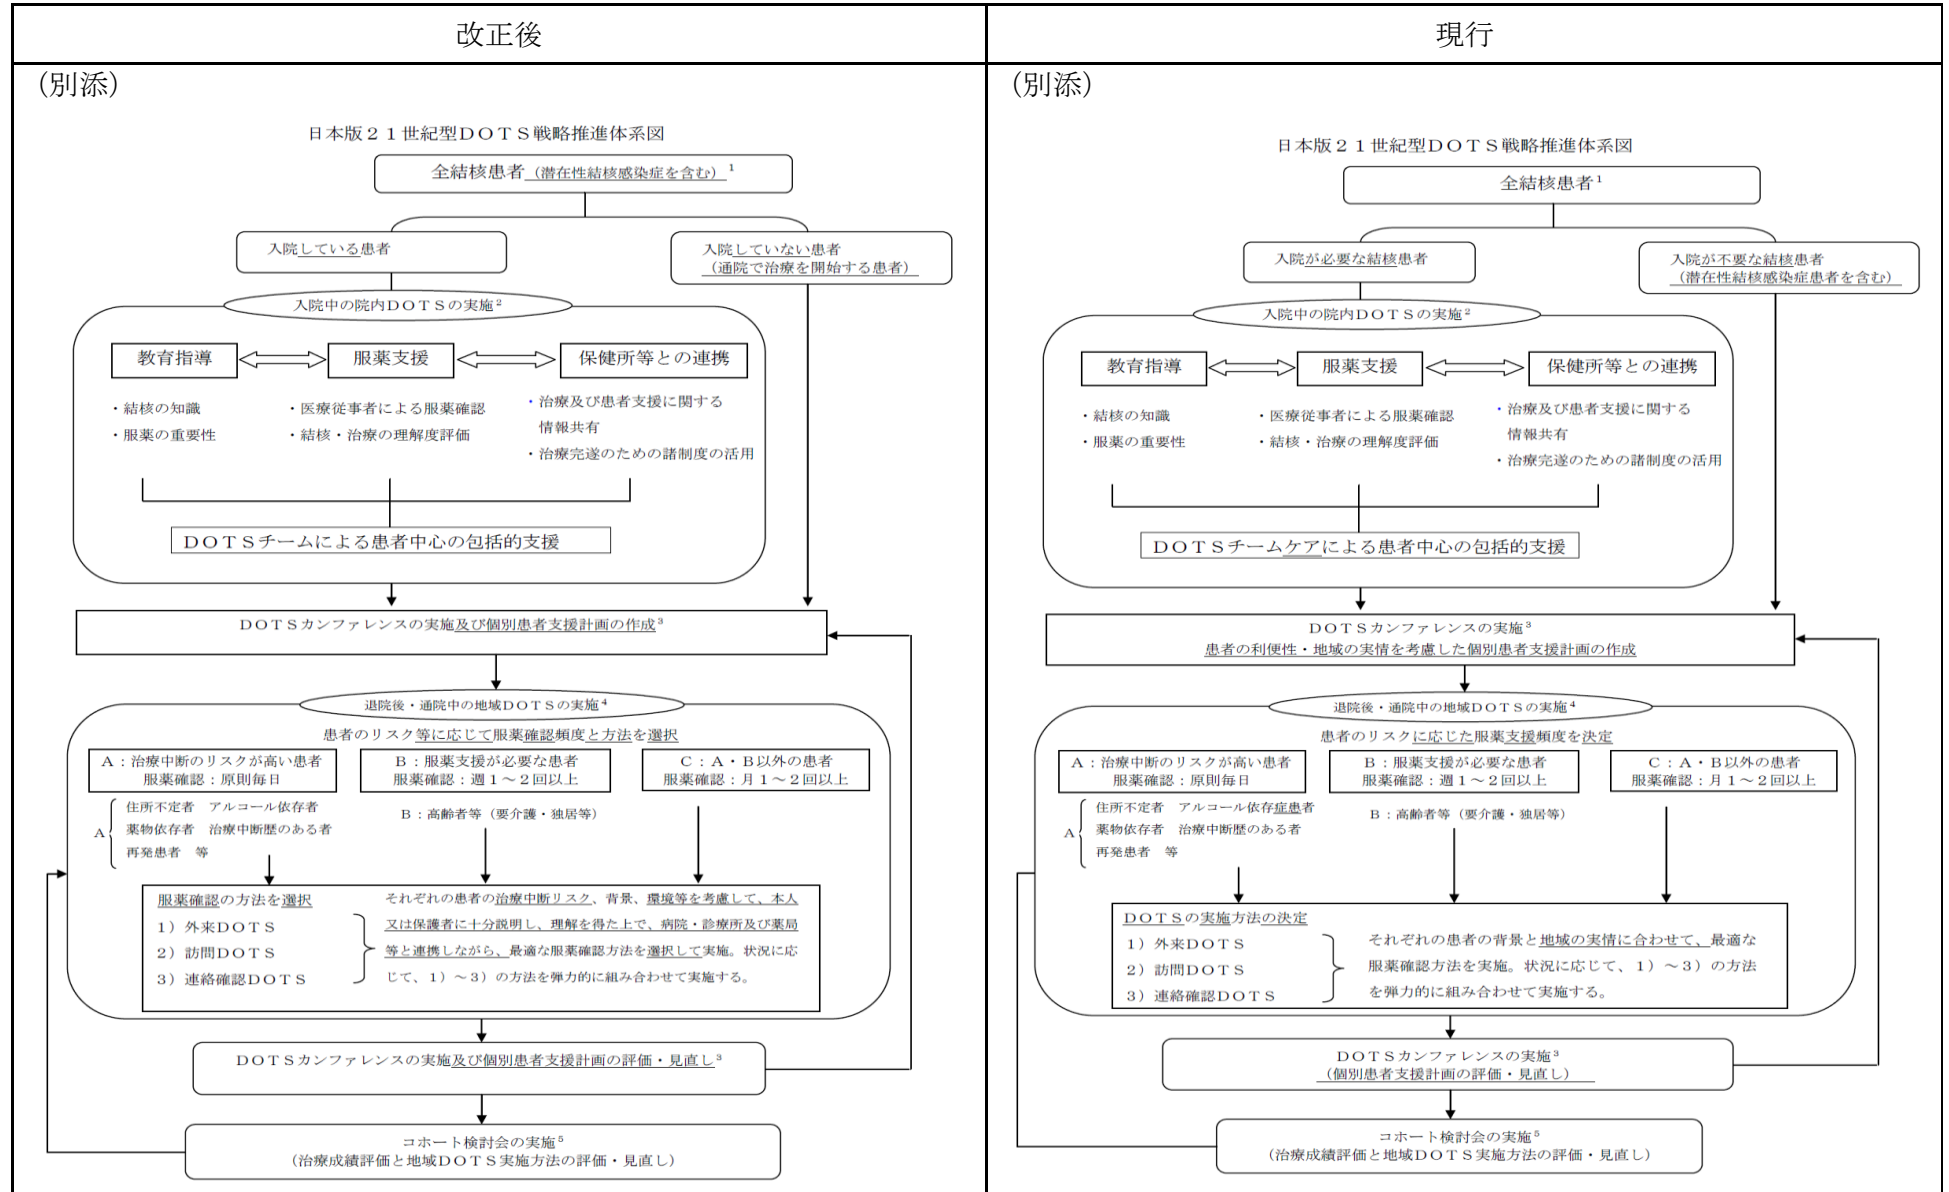 改正後
(別添)
日本版２１世紀型ＤＯＴＳ戦略推進体系図
全結核患者（潜在性結核感染症を含む）1
入院している患者
入院していない患者
（通院で治療を開始する患者）
入院中の院内ＤＯＴＳの実施2
教育指導
服薬支援
保健所等との連携
・結核の知識
・服薬の重要性
・医療従事者による服薬確認
・結核・治療の理解度評価
・治療及び患者支援に関する
情報共有
・治療完遂のための諸制度の活用
ＤＯＴＳチームによる患者中心の包括的支援
ＤＯＴＳカンファレンスの実施及び個別患者支援計画の作成3
退院後・通院中の地域ＤＯＴＳの実施4
患者のリスク等に応じて服薬確認頻度と方法を選択
Ａ：治療中断のリスクが高い患者
服薬確認：原則毎日
Ｂ：服薬支援が必要な患者
服薬確認：週１～２回以上
Ｃ：Ａ・Ｂ以外の患者
服薬確認：月１～２回以上
Ａ
住所不定者　アルコール依存者
薬物依存者　治療中断歴のある者
再発患者　等
Ｂ：高齢者等（要介護・独居等）
服薬確認の方法を選択
１）外来ＤＯＴＳ
２）訪問ＤＯＴＳ
３）連絡確認ＤＯＴＳ
それぞれの患者の治療中断リスク、背景、環境等を考慮して、本人
又は保護者に十分説明し、理解を得た上で、病院・診療所及び薬局
等と連携しながら、最適な服薬確認方法を選択して実施。状況に応
じて、１）～３）の方法を弾力的に組み合わせて実施する。
ＤＯＴＳカンファレンスの実施及び個別患者支援計画の評価・見直し3
コホート検討会の実施5
（治療成績評価と地域ＤＯＴＳ実施方法の評価・見直し）
現行
(別添)
日本版２１世紀型ＤＯＴＳ戦略推進体系図
全結核患者1
入院が必要な結核患者
入院が不要な結核患者
（潜在性結核感染症患者を含む）
入院中の院内ＤＯＴＳの実施2
教育指導
服薬支援
保健所等との連携
・結核の知識
・服薬の重要性
・医療従事者による服薬確認
・結核・治療の理解度評価
・治療及び患者支援に関する
情報共有
・治療完遂のための諸制度の活用
ＤＯＴＳチームケアによる患者中心の包括的支援
ＤＯＴＳカンファレンスの実施3
患者の利便性・地域の実情を考慮した個別患者支援計画の作成
退院後・通院中の地域ＤＯＴＳの実施4
患者のリスクに応じた服薬支援頻度を決定
Ａ：治療中断のリスクが高い患者
服薬確認：原則毎日
Ｂ：服薬支援が必要な患者
服薬確認：週１～２回以上
Ｃ：Ａ・Ｂ以外の患者
服薬確認：月１～２回以上
Ａ
住所不定者　アルコール依存症患者
薬物依存者　治療中断歴のある者
再発患者　等
Ｂ：高齢者等（要介護・独居等）
ＤＯＴＳの実施方法の決定
１）外来ＤＯＴＳ
２）訪問ＤＯＴＳ
３）連絡確認ＤＯＴＳ
それぞれの患者の背景と地域の実情に合わせて、最適な
服薬確認方法を実施。状況に応じて、１）～３）の方法
を弾力的に組み合わせて実施する。
ＤＯＴＳカンファレンスの実施3
（個別患者支援計画の評価・見直し）
コホート検討会の実施5
（治療成績評価と地域ＤＯＴＳ実施方法の評価・見直し）